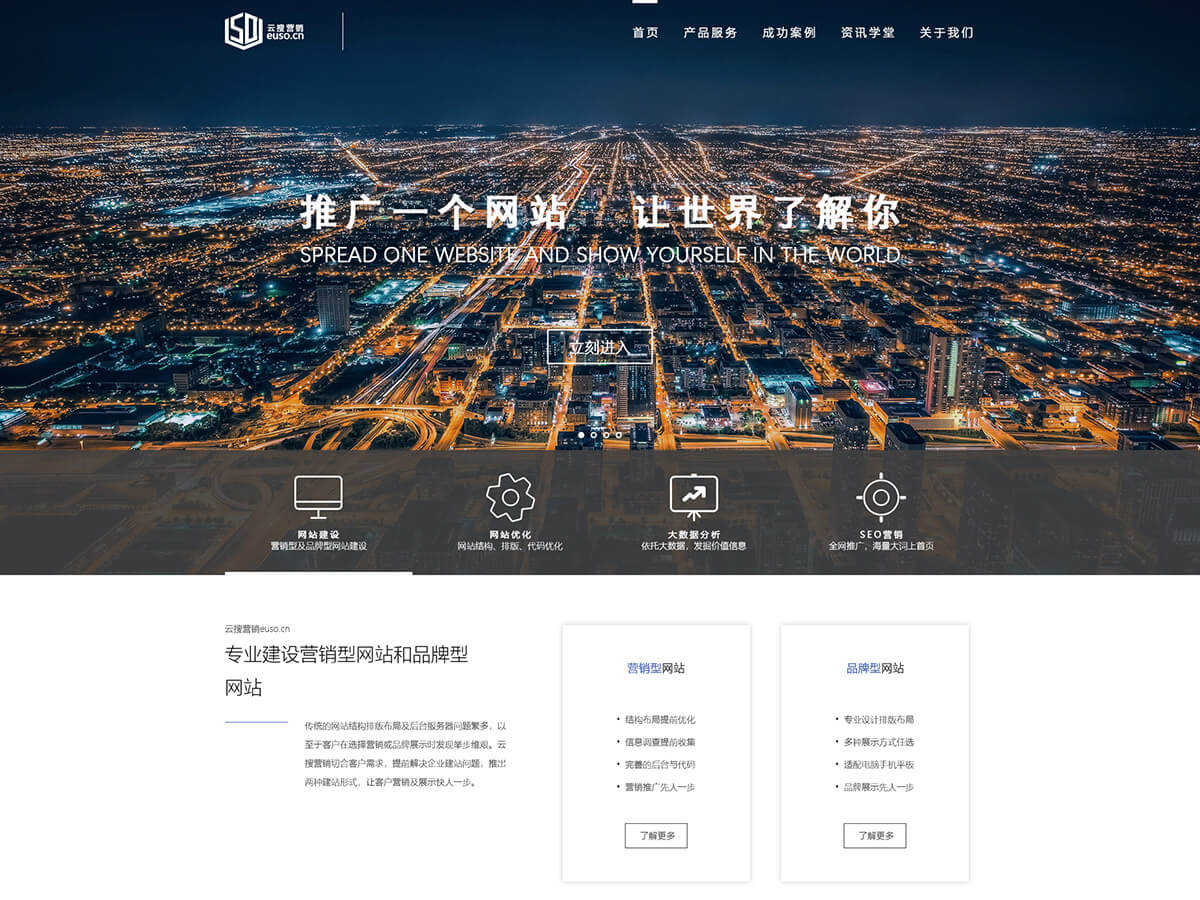 云搜营销
euso.cn
首页
产品服务
成功案例
资讯学堂
关于我们
推广一个网站 让世界了解你
SPREAD ONE WEBSITE AND SHOW YOURSELF IN THE WORLD
立刻进入
网站建设
营销型及品牌型网站建设
网站优化
网站结构、排版、代码优化
大数据分析
依托大数据，发掘价值信息
SEO营销
全网推广，海量大词上首页
云搜营销euso.cn
专业建设营销型网站和品牌型
网站
传统的网站结构排版布局及后台服务器问题繁多，以
至于客户在选择营销或品牌展示时发现举步维艰。云
搜营销切合客户需求，提前解决企业建站问题，推出
两种建站形式，让客户营销及展示快人一步。
营销型网站
• 结构布局提前优化
• 信息调查提前收集
• 完善的后台与代码
• 营销推广先人一步
了解更多
品牌型网站
• 专业设计排版布局
• 多种展示方式任选
• 适配电脑手机平板
• 品牌展示先人一步
了解更多